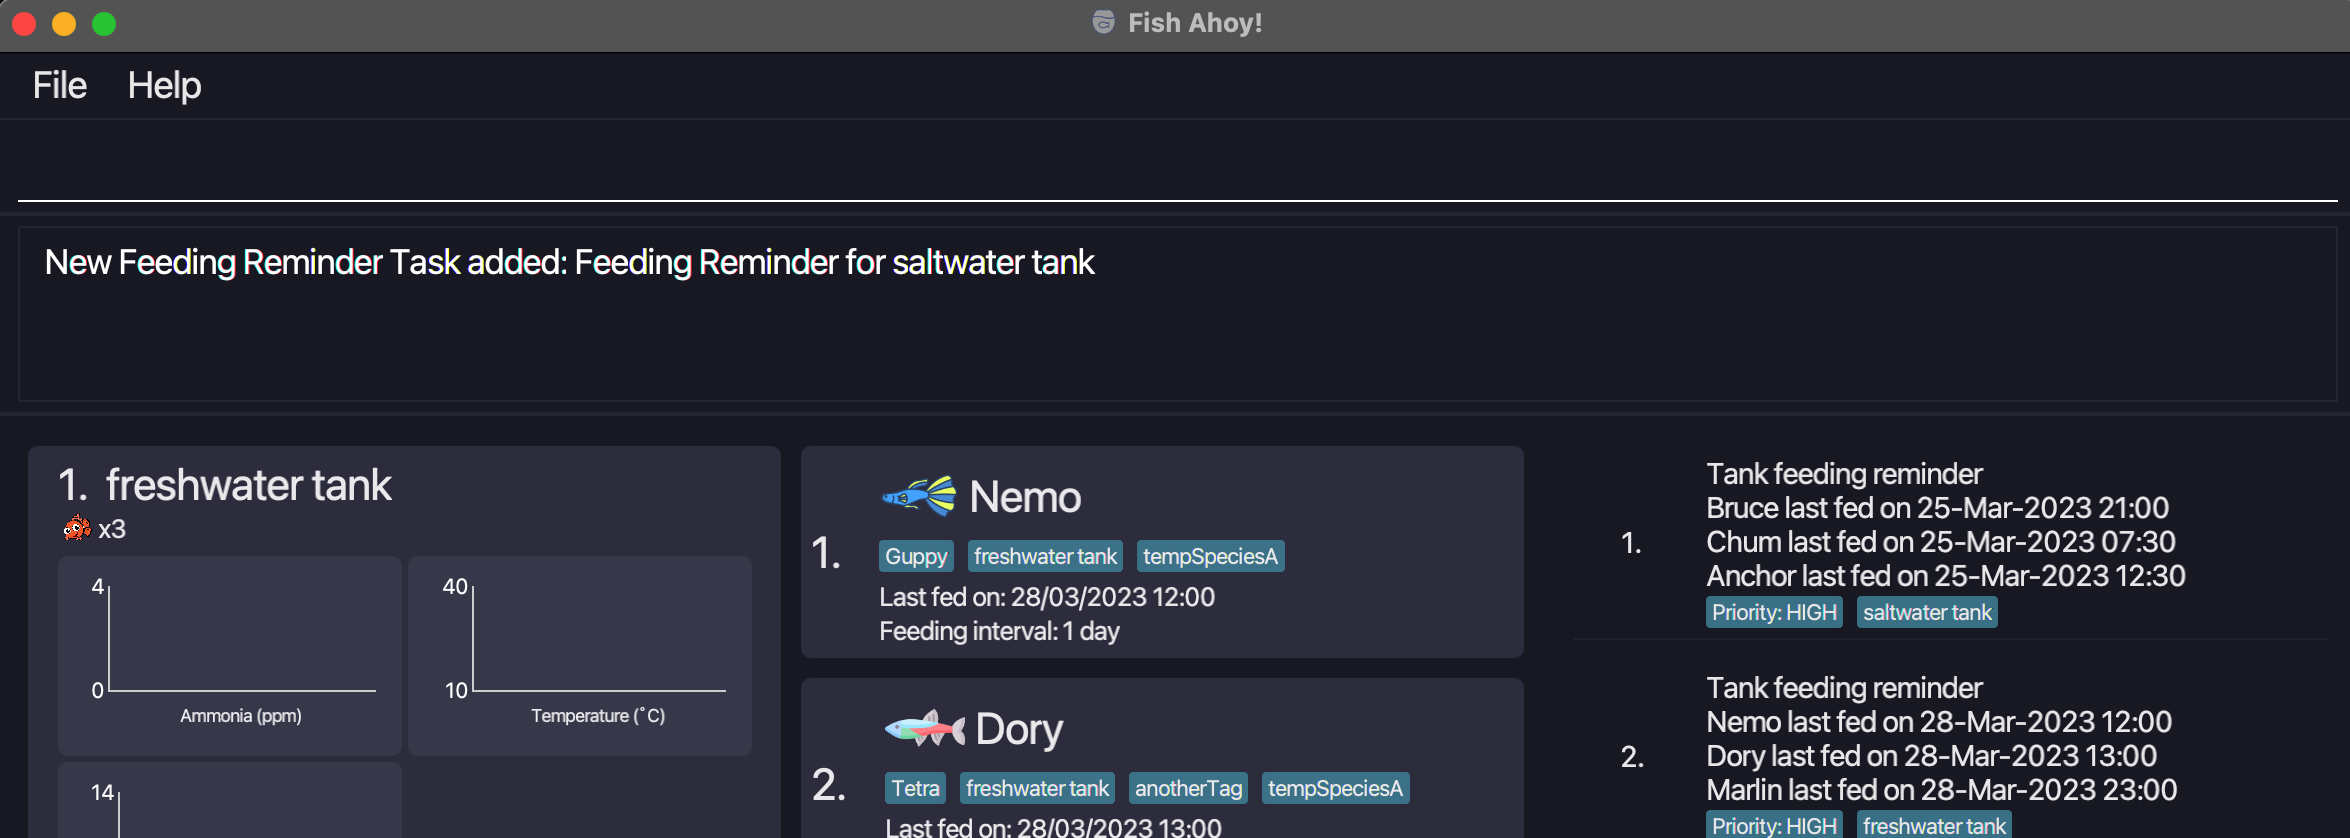 Fish Ahoy!
File Help
New Feeding Reminder Task added: Feeding Reminder for saltwater tank
1. freshwater tank
x3
4
0
Ammonia (ppm)
40
10
Temperature (˚C)
14
1.
Nemo
Guppy freshwater tank tempSpeciesA
Last fed on: 28/03/2023 12:00
Feeding interval: 1 day
2.
Dory
Tetra freshwater tank anotherTag tempSpeciesA
Last fed on: 28/03/2023 13:00
1.
Tank feeding reminder
Bruce last fed on 25-Mar-2023 21:00
Chum last fed on 25-Mar-2023 07:30
Anchor last fed on 25-Mar-2023 12:30
Priority: HIGH saltwater tank
2.
Tank feeding reminder
Nemo last fed on 28-Mar-2023 12:00
Dory last fed on 28-Mar-2023 13:00
Marlin last fed on 28-Mar-2023 23:00
Priority: HIGH freshwater tank